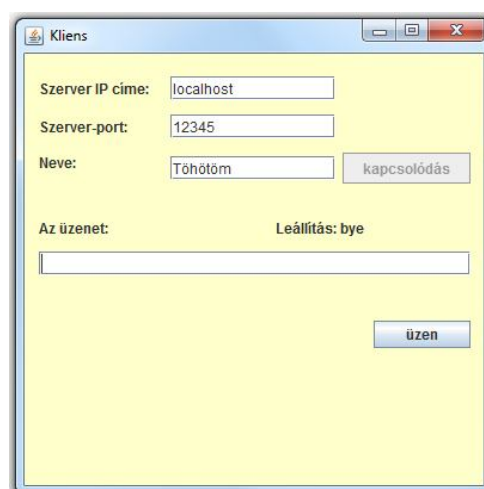 Kliens
Szerver IP címe: localhost
Szerver-port: 12345
Neve: Töhötöm kapcsolódás
Az üzenet: Leállítás: bye
üzen